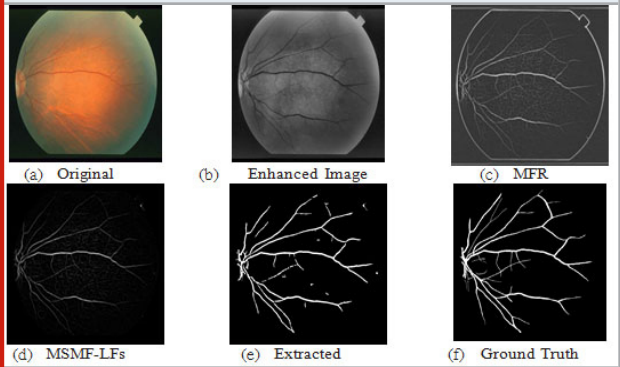 (a) Original
(b) Enhanced Image
(c) MFR
(d) MSMF-LFs
(e) Extracted
(f) Ground Truth